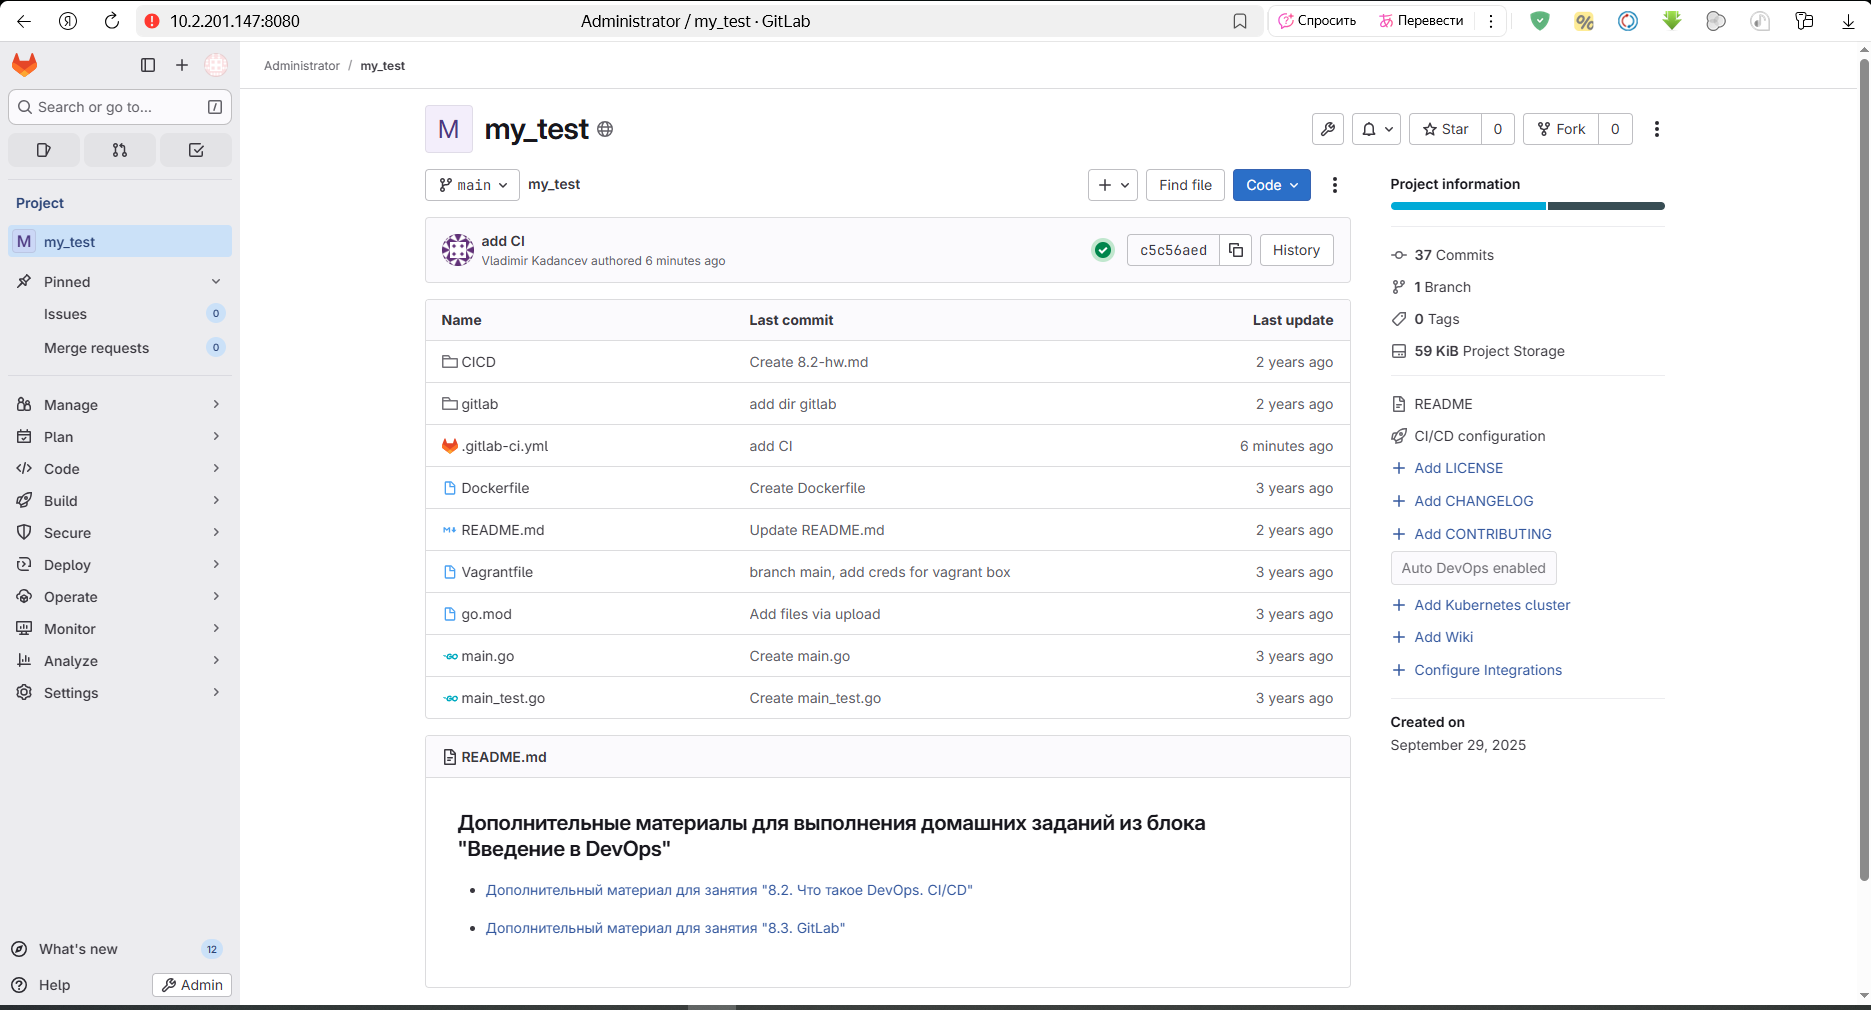 10.2.201.147:8080
Administrator / my_test · GitLab
Спросить
Перевести
Administrator / my_test
Search or go to...
Project
M my_test
Pinned
Issues 0
Merge requests 0
Manage
Plan
Code
Build
Secure
Deploy
Operate
Monitor
Analyze
Settings
What's new 12
Help
Admin
M my_test
Star 0
Fork 0
main
my_test
Find file
Code
add CI
Vladimir Kadancev authored 6 minutes ago
c5c56aed
History
Name Last commit Last update
CICD Create 8.2-hw.md 2 years ago
gitlab add dir gitlab 2 years ago
.gitlab-ci.yml add CI 6 minutes ago
Dockerfile Create Dockerfile 3 years ago
README.md Update README.md 2 years ago
Vagrantfile branch main, add creds for vagrant box 3 years ago
go.mod Add files via upload 3 years ago
main.go Create main.go 3 years ago
main_test.go Create main_test.go 3 years ago
README.md
Дополнительные материалы для выполнения домашних заданий из блока
"Введение в DevOps"
Дополнительный материал для занятия "8.2. Что такое DevOps. CI/CD"
Дополнительный материал для занятия "8.3. GitLab"
Project information
37 Commits
1 Branch
0 Tags
59 KiB Project Storage
README
CI/CD configuration
Add LICENSE
Add CHANGELOG
Add CONTRIBUTING
Auto DevOps enabled
Add Kubernetes cluster
Add Wiki
Configure Integrations
Created on
September 29, 2025